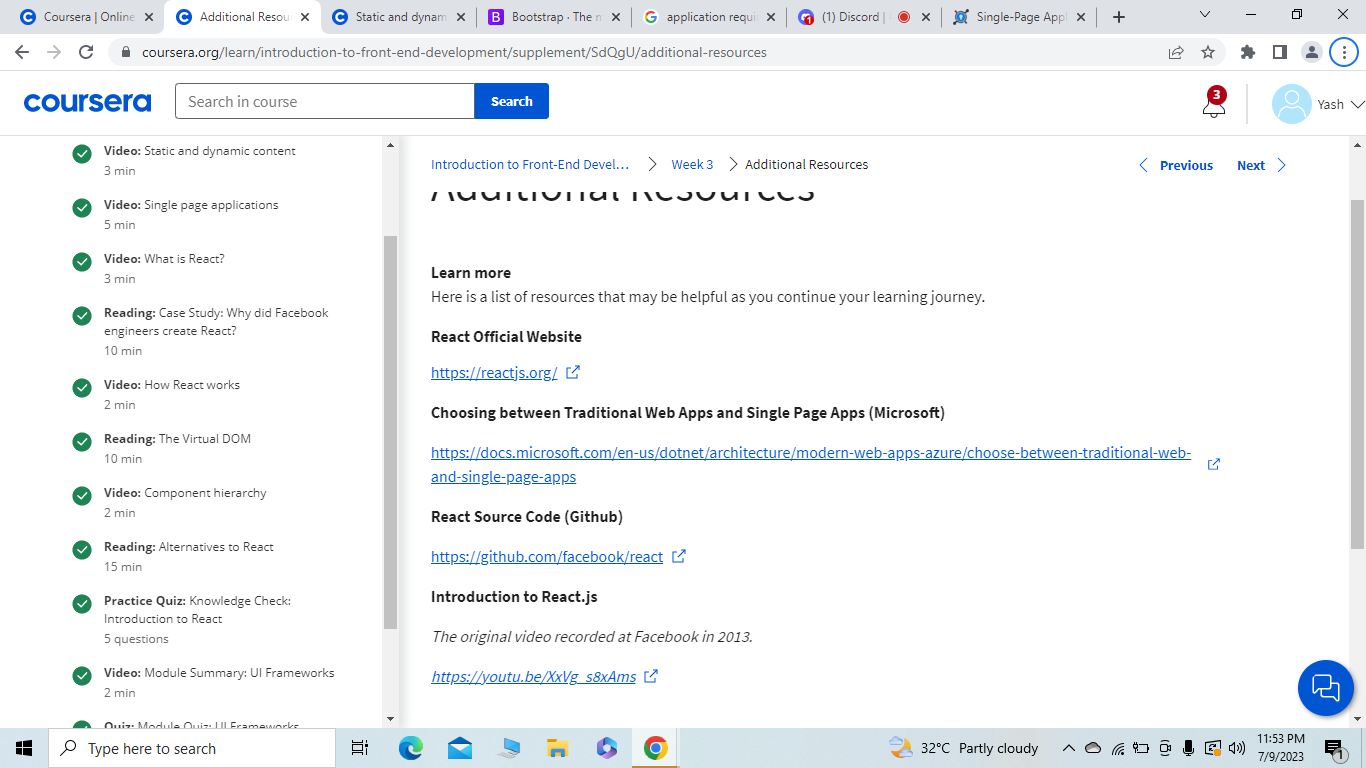 Coursera | Online
Additional Resour
Static and dynam
Bootstrap · The m
application requir
(1) Discord |
Single-Page Appl
coursera.org/learn/introduction-to-front-end-development/supplement/SdQgU/additional-resources
coursera
Search in course
Search
3
Yash
Video: Static and dynamic content
3 min
Video: Single page applications
5 min
Video: What is React?
3 min
Reading: Case Study: Why did Facebook
engineers create React?
10 min
Video: How React works
2 min
Reading: The Virtual DOM
10 min
Video: Component hierarchy
2 min
Reading: Alternatives to React
15 min
Practice Quiz: Knowledge Check:
Introduction to React
5 questions
Video: Module Summary: UI Frameworks
2 min
Quiz: Module Quiz: UI Frameworks
Introduction to Front-End Devel...
Week 3
Additional Resources
Previous
Next
Additional Resources
Learn more
Here is a list of resources that may be helpful as you continue your learning journey.
React Official Website
https://reactjs.org/
Choosing between Traditional Web Apps and Single Page Apps (Microsoft)
https://docs.microsoft.com/en-us/dotnet/architecture/modern-web-apps-azure/choose-between-traditional-web-
and-single-page-apps
React Source Code (Github)
https://github.com/facebook/react
Introduction to React.js
The original video recorded at Facebook in 2013.
https://youtu.be/XxVg_s8xAms
Type here to search
32°C Partly cloudy
11:53 PM
7/9/2023
1